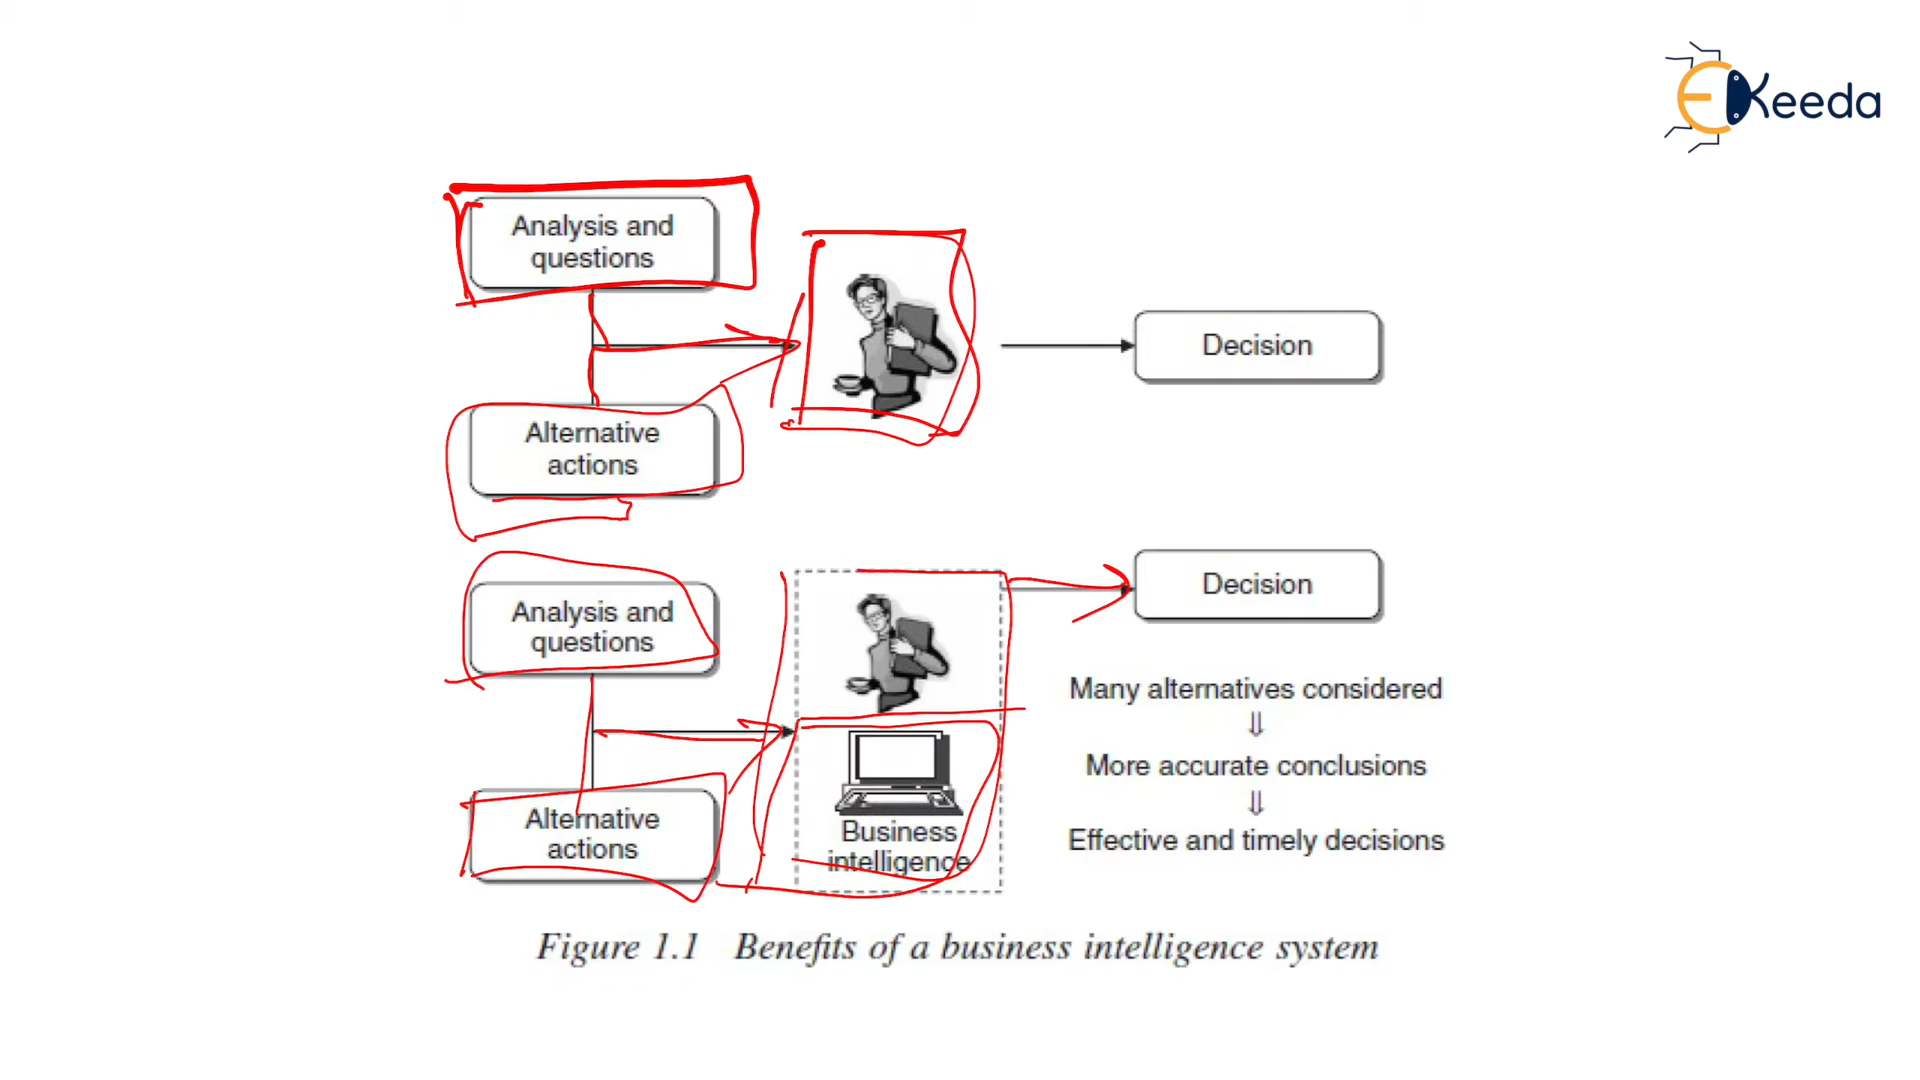 EKeeda
Analysis and
questions
Decision
Alternative
actions
Analysis and
questions
Decision
Many alternatives considered
⇓
More accurate conclusions
⇓
Effective and timely decisions
Alternative
actions
Business
intelligence
Figure 1.1 Benefits of a business intelligence system